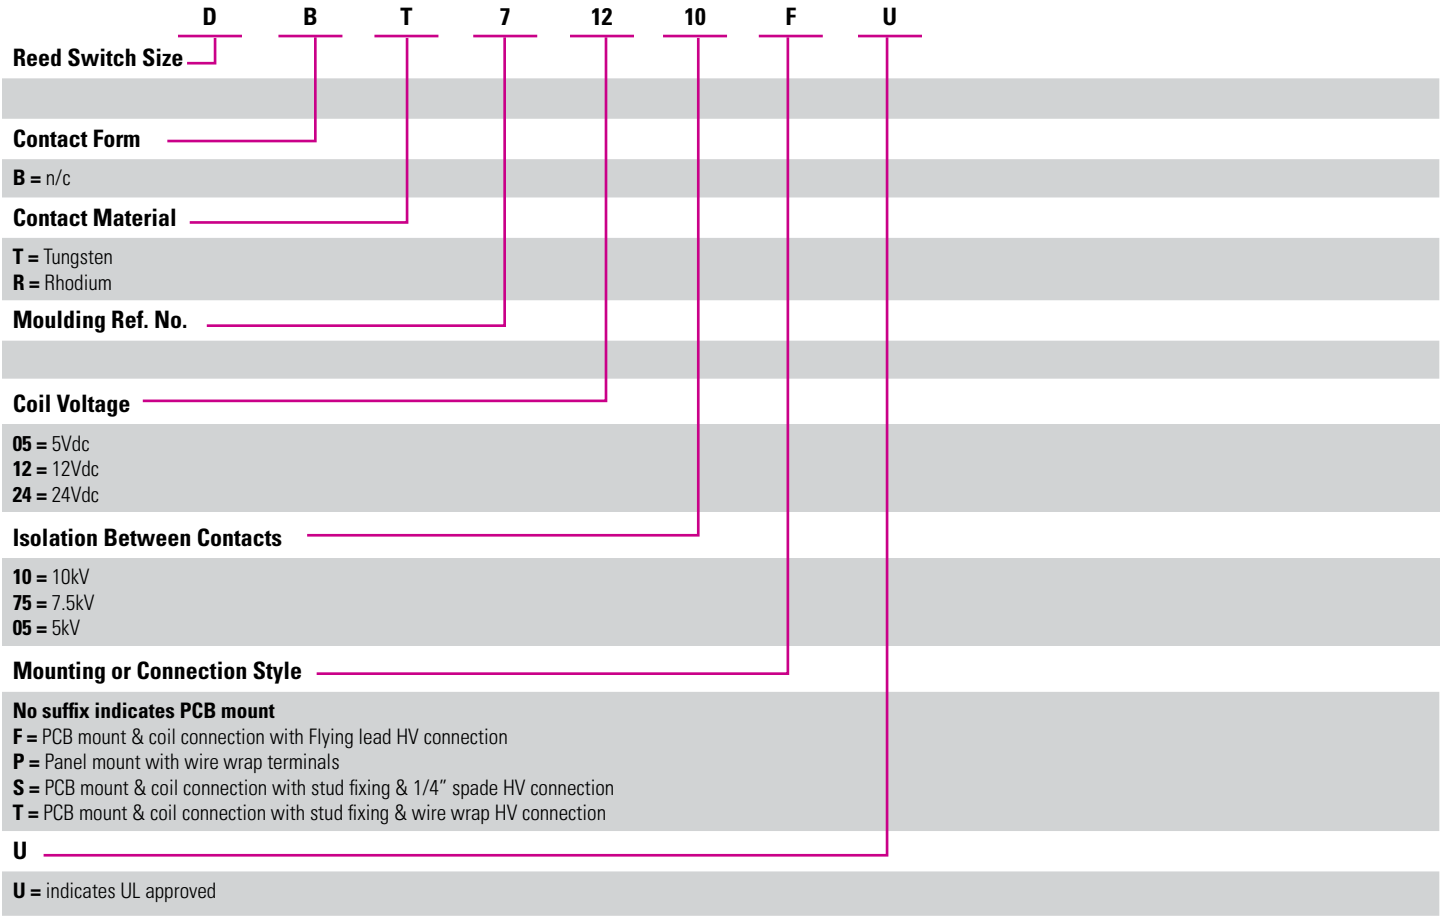 D B T 7 12 10 F U
Reed Switch Size
Contact Form
B = n/c
Contact Material
T = Tungsten
R = Rhodium
Moulding Ref. No.
Coil Voltage
05 = 5Vdc
12 = 12Vdc
24 = 24Vdc
Isolation Between Contacts
10 = 10kV
75 = 7.5kV
05 = 5kV
Mounting or Connection Style
No suffix indicates PCB mount
F = PCB mount & coil connection with Flying lead HV connection
P = Panel mount with wire wrap terminals
S = PCB mount & coil connection with stud fixing & 1/4” spade HV connection
T = PCB mount & coil connection with stud fixing & wire wrap HV connection
U
U = indicates UL approved